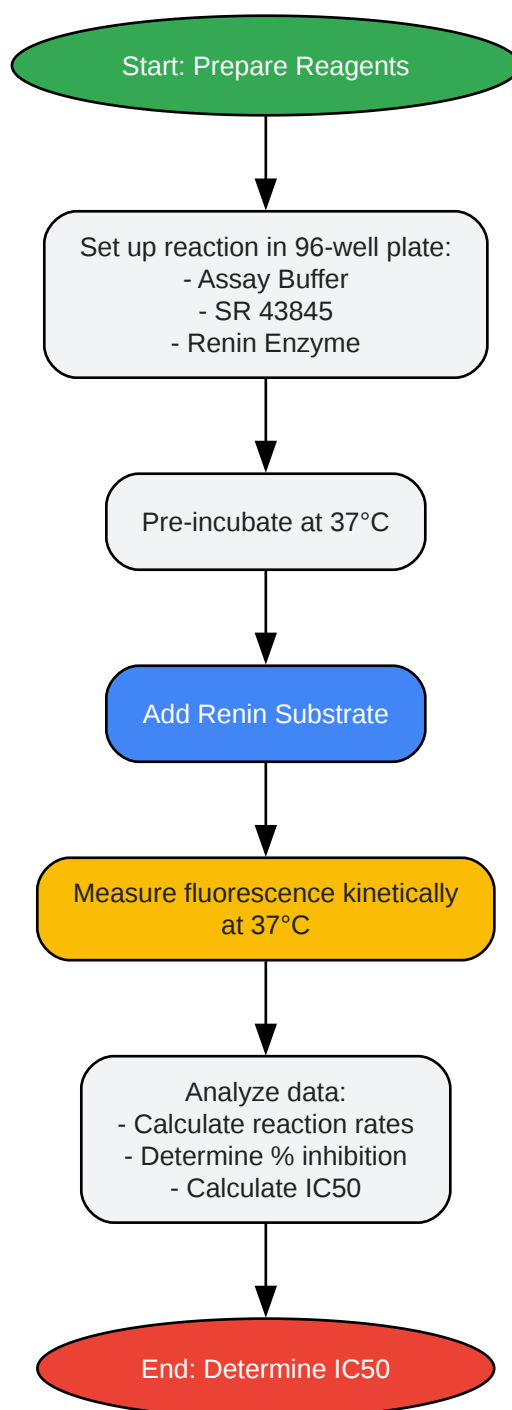 Start: Prepare Reagents
Set up reaction in 96-well plate:
- Assay Buffer
- SR 43845
- Renin Enzyme
Pre-incubate at 37°C
Add Renin Substrate
Measure fluorescence kinetically
at 37°C
Analyze data:
- Calculate reaction rates
- Determine % inhibition
- Calculate IC50
End: Determine IC50